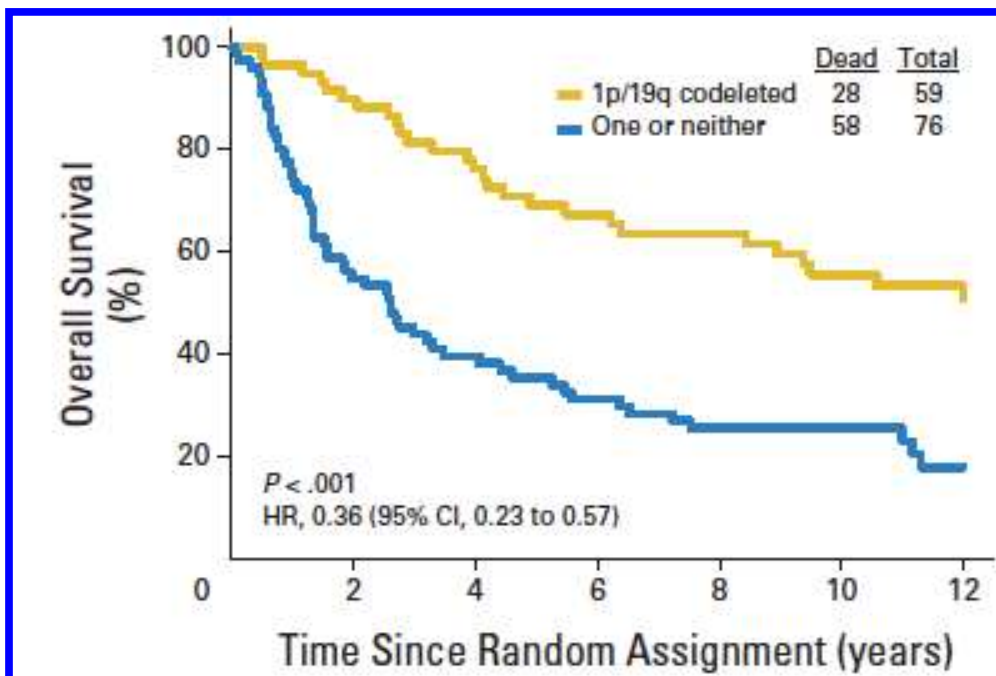 Dead Total
1p/19q codeleted 28 59
One or neither 58 76
100
80
60
40
20
0
Overall Survival
(%)
P < .001
HR, 0.36 (95% CI, 0.23 to 0.57)
2 4 6 8 10 12
Time Since Random Assignment (years)